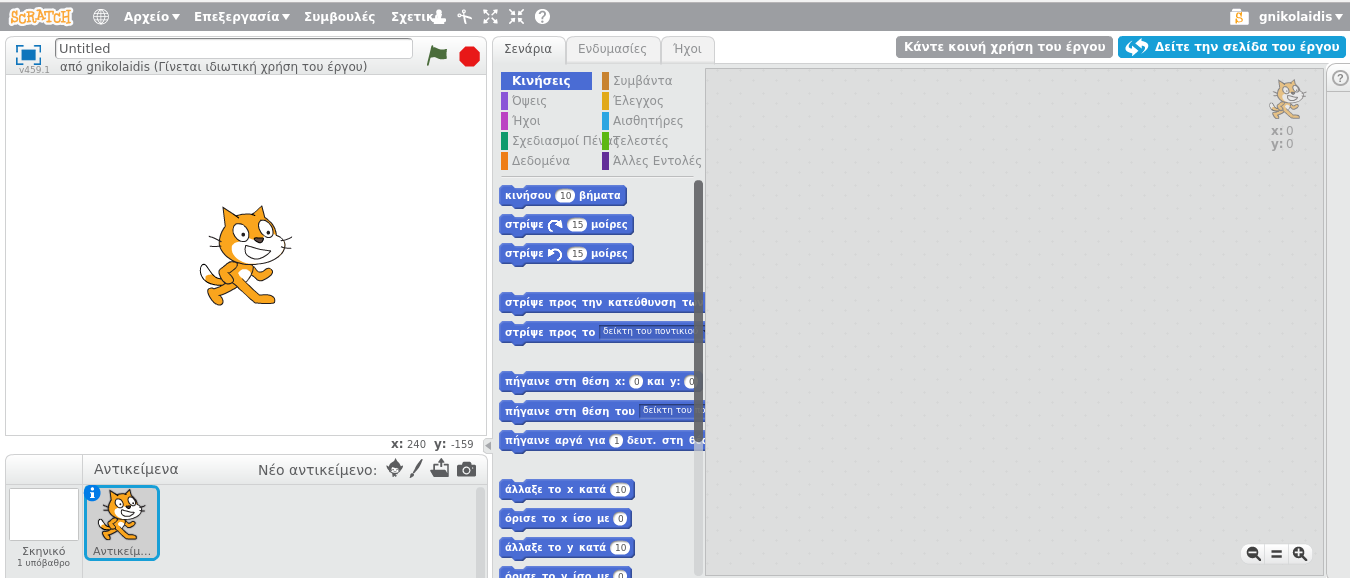 SCRATCH Αρχείο Επεξεργασία Συμβουλές Σχετικ gnikolaidis
Untitled
από gnikolaidis (Γίνεται ιδιωτική χρήση του έργου)
v459.1
Σενάρια Ενδυμασίες Ήχοι
Κάντε κοινή χρήση του έργου Δείτε την σελίδα του έργου
Κινήσεις Συμβάντα
Όψεις Έλεγχος
Ήχοι Αισθητήρες
Σχεδιασμοί Πένας Τελεστές
Δεδομένα Άλλες Εντολές
κινήσου 10 βήματα
στρίψε 15 μοίρες
στρίψε 15 μοίρες
στρίψε προς την κατεύθυνση τω
στρίψε προς το δείκτη του ποντικιο
πήγαινε στη θέση x: 0 και y: 0
πήγαινε στη θέση του δείκτη του
πήγαινε αργά για 1 δευτ. στη
άλλαξε το x κατά 10
όρισε το x ίσο με 0
άλλαξε το y κατά 10
όρισε το y ίσο με 0
x: 0
y: 0
x: 240 y: -159
Αντικείμενα Νέο αντικείμενο:
Σκηνικό
1 υπόβαθρο
Αντικείμ...